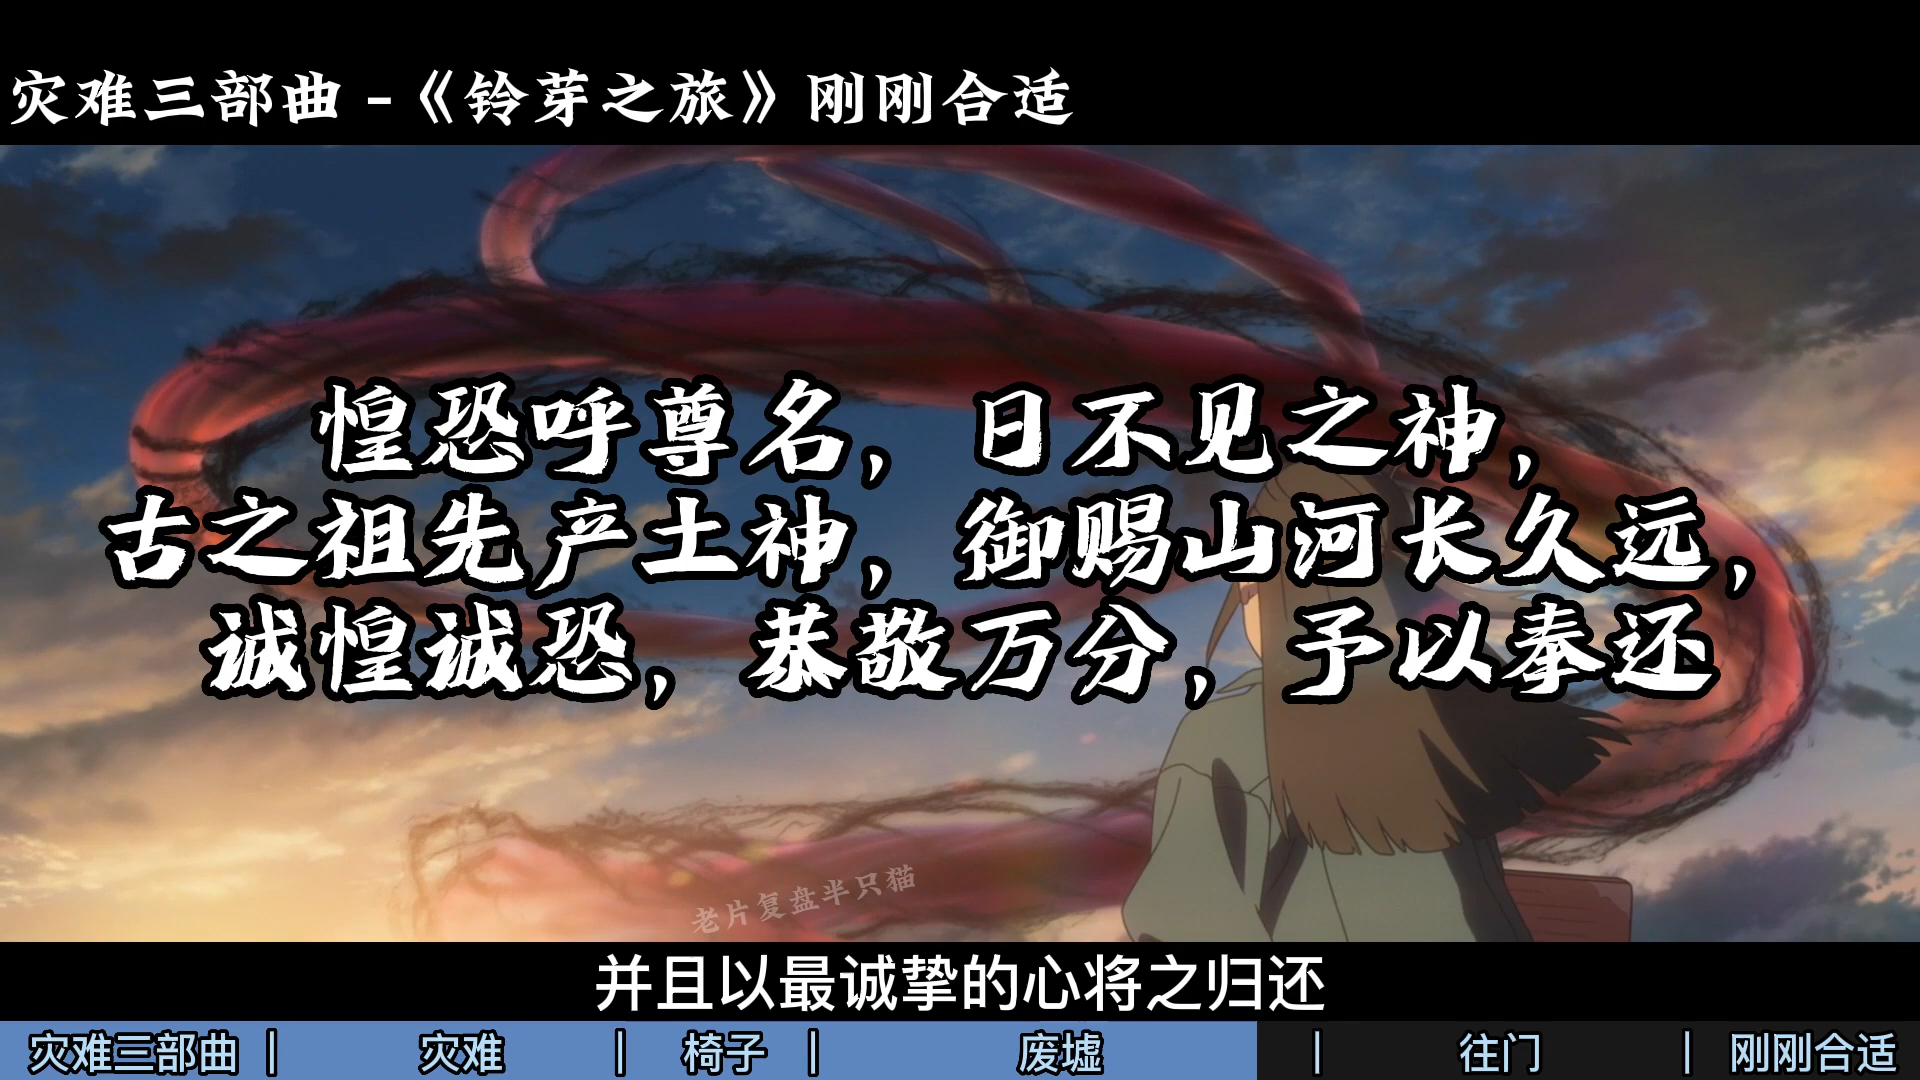 灾难三部曲 -《铃芽之旅》刚刚合适
惶恐呼尊名，日不见之神，
古之祖先产土神，御赐山河长久远，
诚惶诚恐，恭敬万分，予以奉还
老片复盘半只猫
并且以最诚挚的心将之归还
灾难三部曲 | 灾难 | 椅子 | 废墟 | 往门 | 刚刚合适